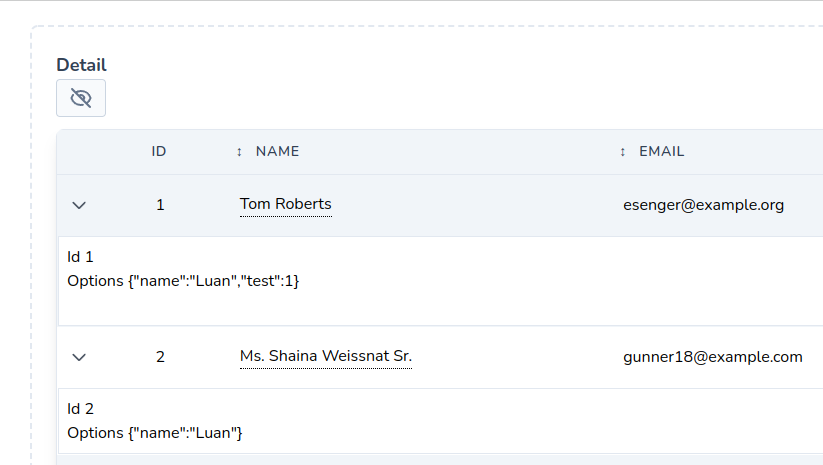 Detail
ID ↕ NAME ↕ EMAIL
1 Tom Roberts esenger@example.org
Id 1
Options {"name":"Luan","test":1}
2 Ms. Shaina Weissnat Sr. gunner18@example.com
Id 2
Options {"name":"Luan"}